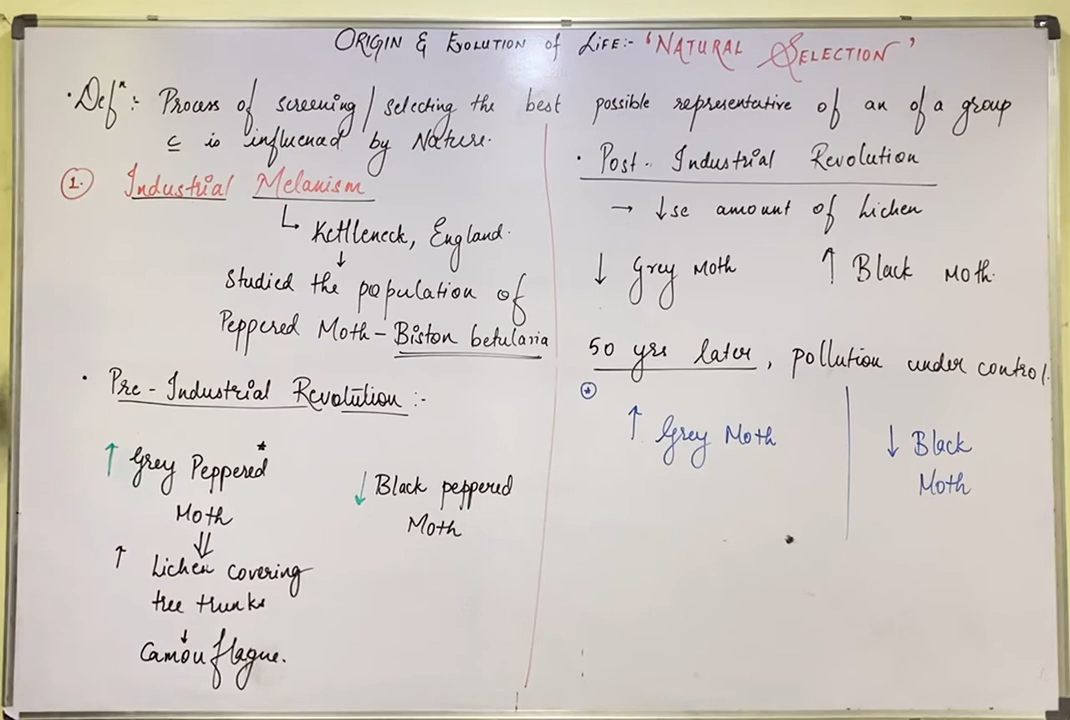 ORIGIN & EVOLUTION of LIFE:- 'NATURAL SELECTION'
· Defⁿ: Process of screening / selecting the best possible representative of an of a group
c̲ is influenced by Nature.
1. Industrial Melanism
↳ Kettleneck, England.
↓
Studied the population of
Peppered Moth - Biston betularia
· Pre - Industrial Revolution :-
↑ Grey Peppered *
Moth
↓ Black peppered
Moth
⇓
↑ Lichen covering
tree trunks
↓
Camouflague.
· Post - Industrial Revolution
→ ↓se amount of Lichen
↓ Grey Moth ↑ Black Moth.
50 yrs later, pollution under control.
*
↑ Grey Moth
↓ Black
Moth